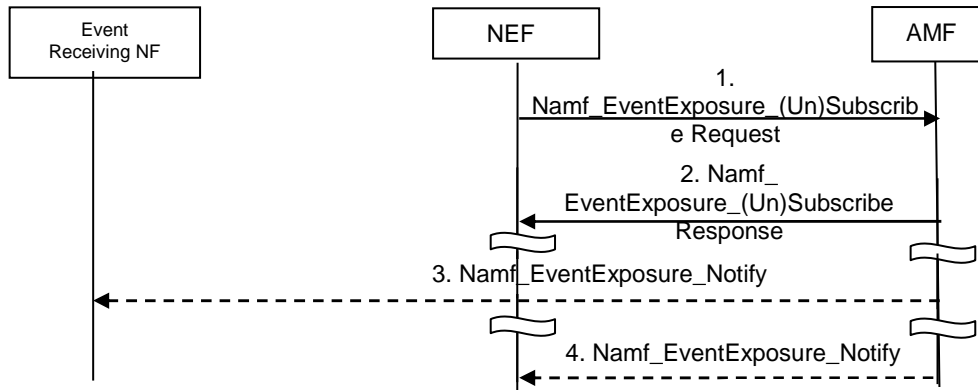 Event
Receiving NF
NEF
AMF
1.
Namf_EventExposure_(Un)Subscrib
e Request
2. Namf_
EventExposure_(Un)Subscribe
Response
3. Namf_EventExposure_Notify
4. Namf_EventExposure_Notify